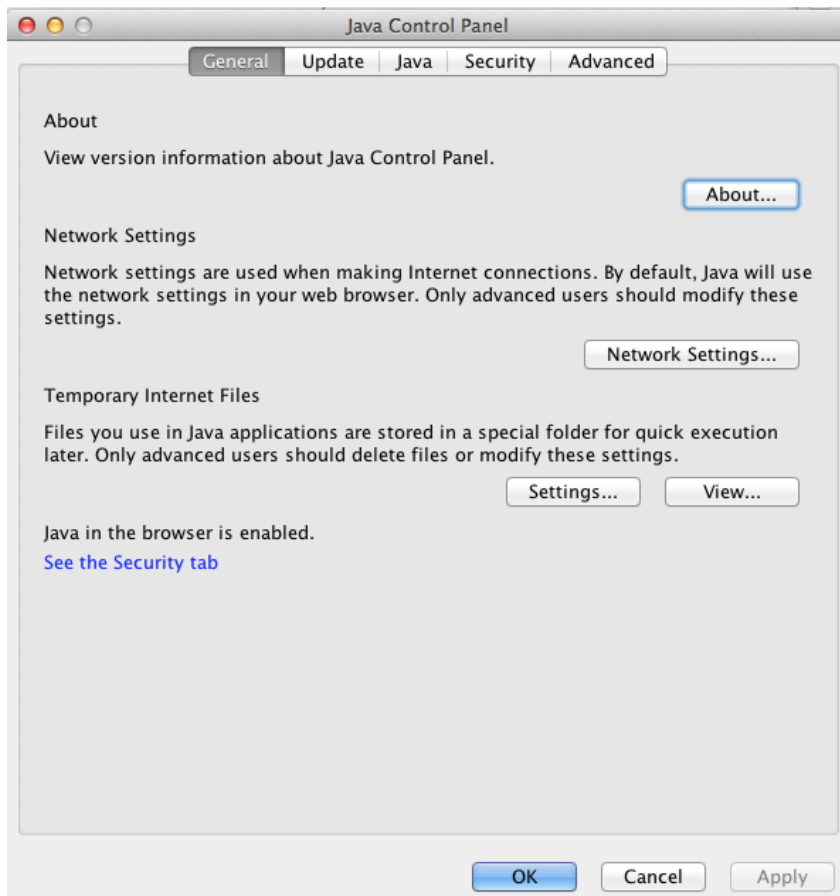 Java Control Panel
General Update Java Security Advanced
About
View version information about Java Control Panel.
About...
Network Settings
Network settings are used when making Internet connections. By default, Java will use
the network settings in your web browser. Only advanced users should modify these
settings.
Network Settings...
Temporary Internet Files
Files you use in Java applications are stored in a special folder for quick execution
later. Only advanced users should delete files or modify these settings.
Settings... View...
Java in the browser is enabled.
See the Security tab
OK Cancel Apply